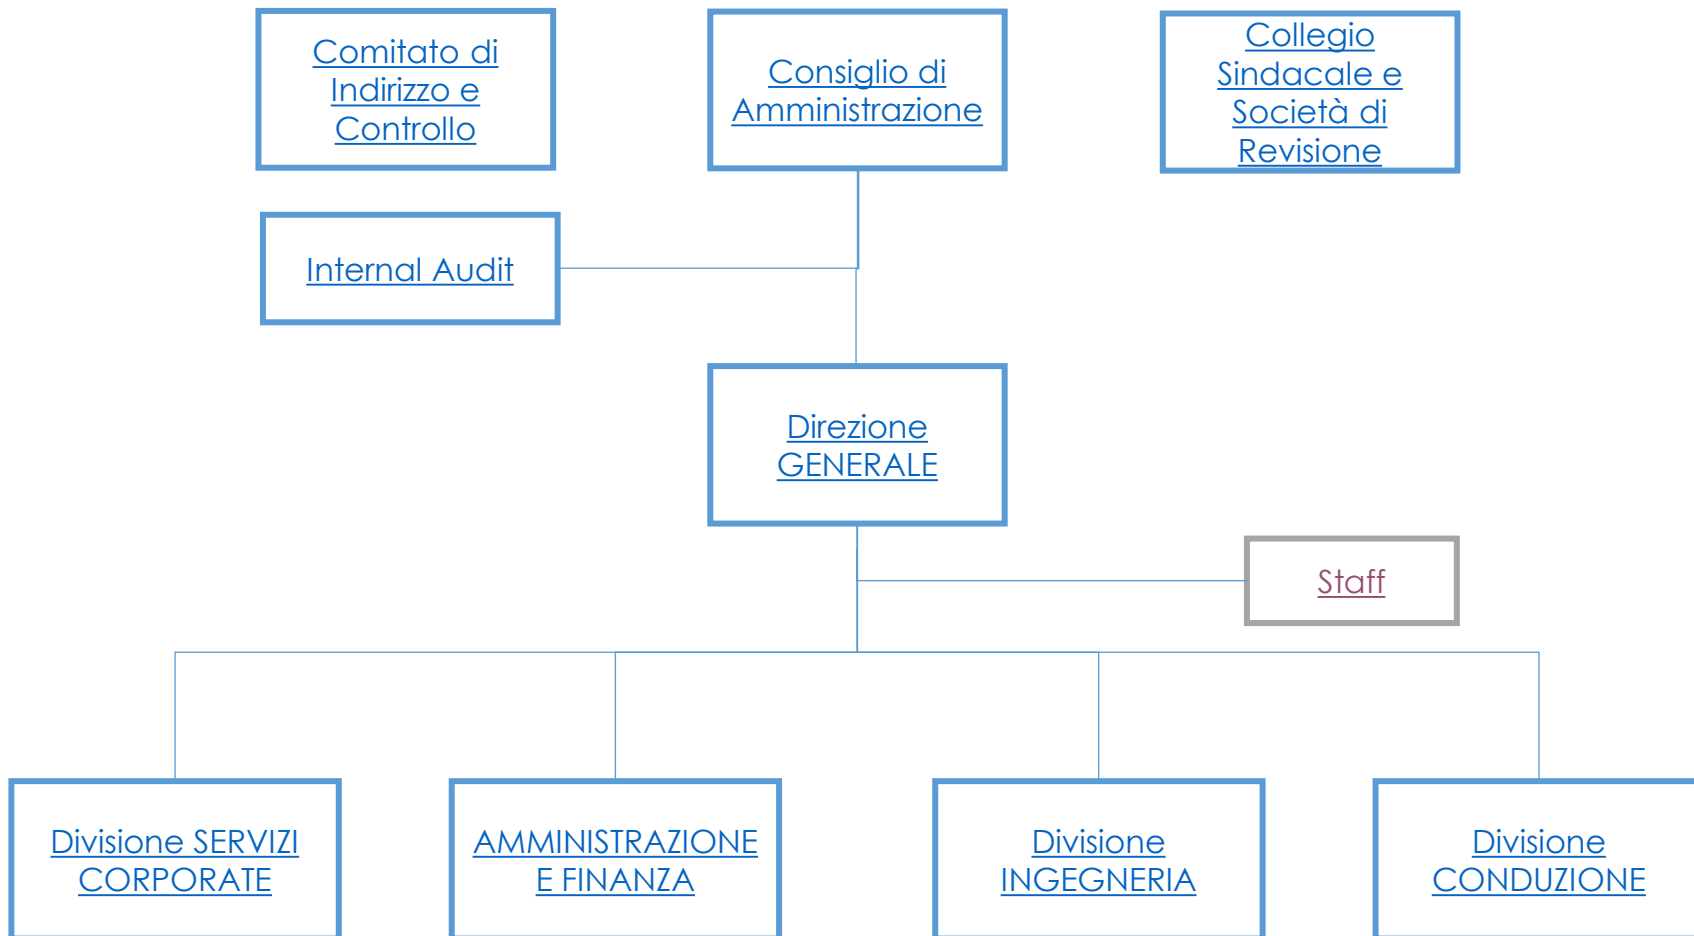 Comitato di
Indirizzo e
Controllo
Consiglio di
Amministrazione
Collegio
Sindacale e
Società di
Revisione
Internal Audit
Direzione
GENERALE
Staff
Divisione SERVIZI
CORPORATE
AMMINISTRAZIONE
E FINANZA
Divisione
INGEGNERIA
Divisione
CONDUZIONE